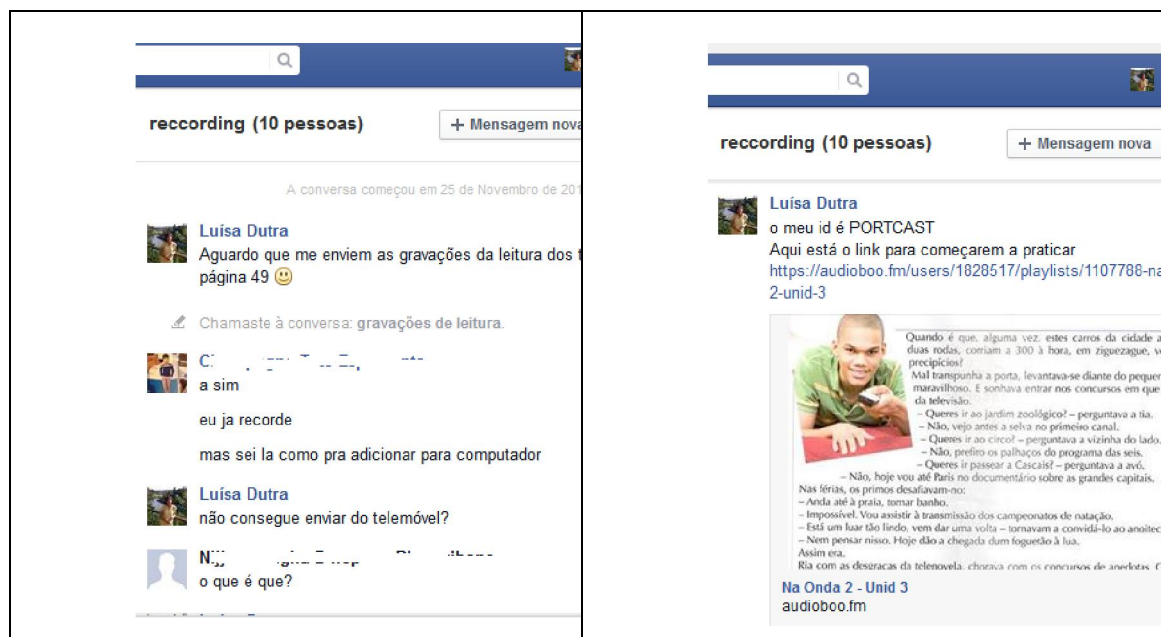 reccording (10 pessoas)
+ Mensagem nova
A conversa começou em 25 de Novembro de 201
Luísa Dutra
Aguardo que me enviem as gravações da leitura dos t
página 49
Chamaste à conversa: gravações de leitura.
a sim
eu ja recorde
mas sei la como pra adicionar para computador
Luísa Dutra
não consegue enviar do telemóvel?
o que é que?
reccording (10 pessoas)
+ Mensagem nova
Luísa Dutra
o meu id é PORTCAST
Aqui está o link para começarem a praticar
https://audioboo.fm/users/1828517/playlists/1107788-na
2-unid-3
Quando é que, alguma vez, estes carros da cidade a
duas rodas, corriam a 300 à hora, em ziguezague, v
precipícios?
Mal transpunha a porta, levantava-se diante do peque
maravilhoso. E sonhava entrar nos concursos em que
da televisão.
– Queres ir ao jardim zoológico? – perguntava a tia.
– Não, vejo antes a selva no primeiro canal.
– Queres ir ao circo? – perguntava a vizinha do lado.
– Não, prefiro os palhaços do programa das seis.
– Queres ir passear a Cascais? – perguntava a avó.
– Não, hoje vou até Paris no documentário sobre as grandes capitais.
Nas férias, os primos desafiavam-no:
– Anda até à praia, tomar banho.
– Impossível. Vou assistir à transmissão dos campeonatos de natação.
– Está um luar tão lindo, vem dar uma volta – tornavam a convidá-lo ao anoitec
– Nem pensar nisso. Hoje dão a chegada dum foguetão à lua.
Assim era.
Ria com as desgraças da telenovela, chorava com os concursos de anedotas.
Na Onda 2 - Unid 3
audioboo.fm